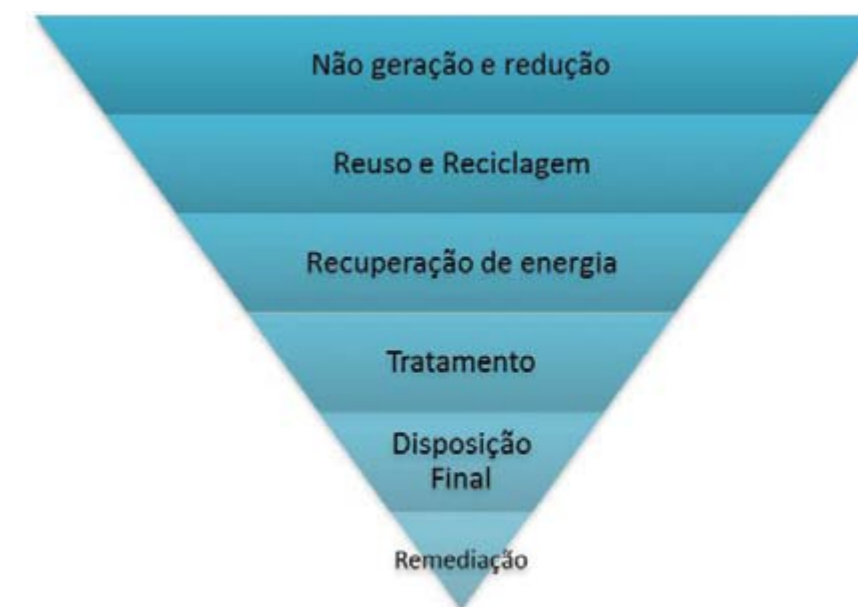 Não geração e redução
Reuso e Reciclagem
Recuperação de energia
Tratamento
Disposição
Final
Remediação